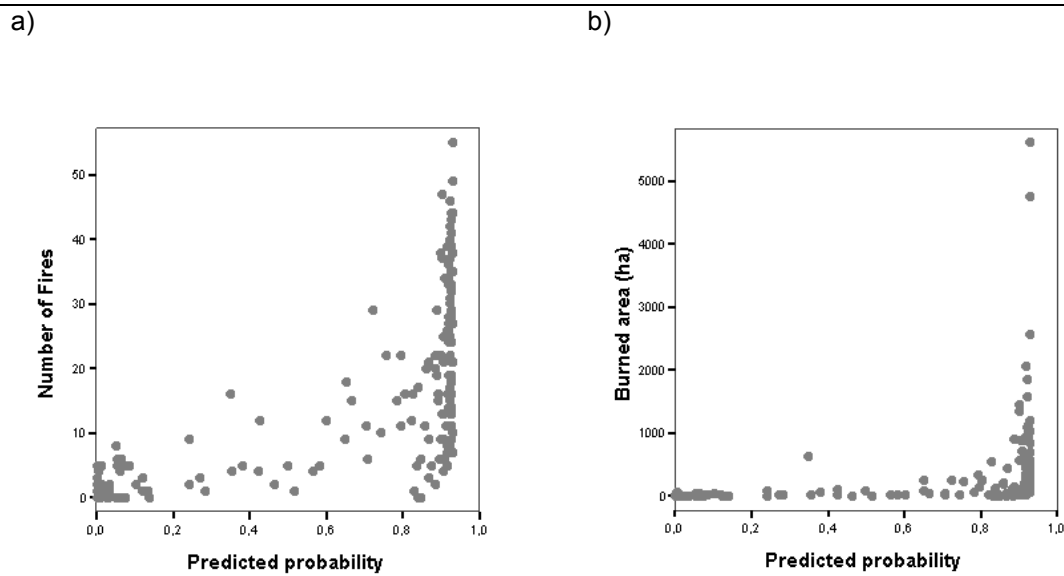 a)
b)
Number of Fires
50
40
30
20
10
0
0,0 0,2 0,4 0,6 0,8 1,0
Predicted probability
Burned area (ha)
5000
4000
3000
2000
1000
0
0,0 0,2 0,4 0,6 0,8 1,0
Predicted probability